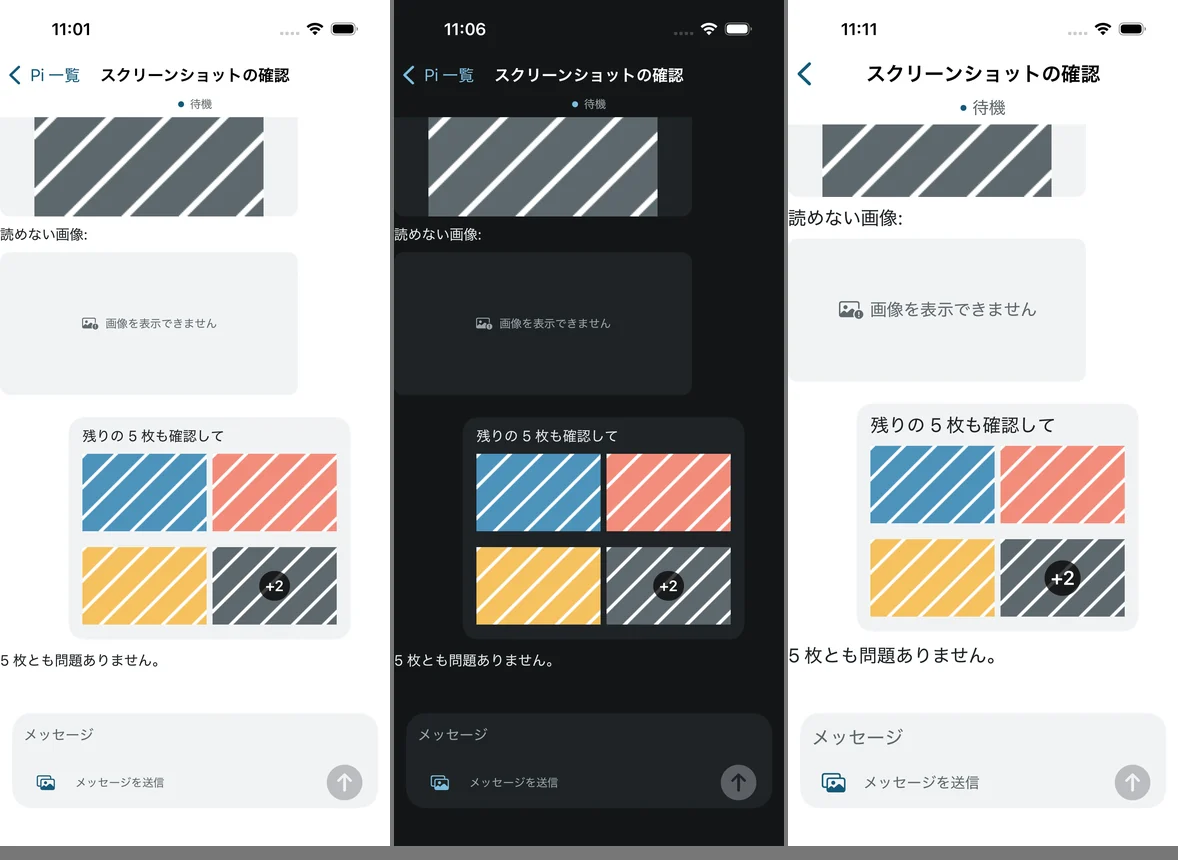 11:01
Pi 一覧 スクリーンショットの確認
待機
読めない画像:
画像を表示できません
残りの 5 枚も確認して
+2
5 枚とも問題ありません。
メッセージ
メッセージを送信
11:06
Pi 一覧 スクリーンショットの確認
待機
読めない画像:
画像を表示できません
残りの 5 枚も確認して
+2
5 枚とも問題ありません。
メッセージ
メッセージを送信
11:11
スクリーンショットの確認
待機
読めない画像:
画像を表示できません
残りの 5 枚も確認して
+2
5 枚とも問題ありません。
メッセージ
メッセージを送信